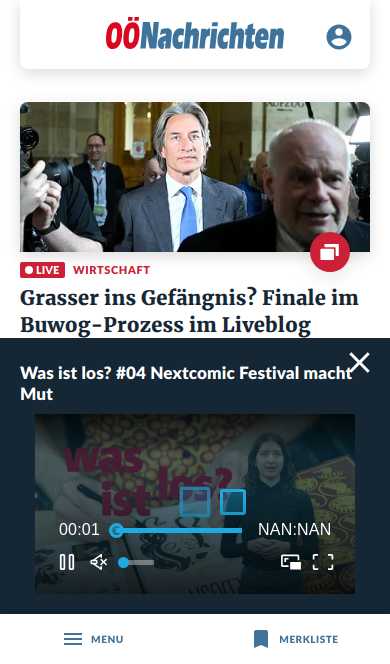 OÖNachrichten
LIVE WIRTSCHAFT
Grasser ins Gefängnis? Finale im
Buwog-Prozess im Liveblog
Was ist los? #04 Nextcomic Festival macht
Mut
was
ist los?
00:01 NAN:NAN
MENU MERKLISTE